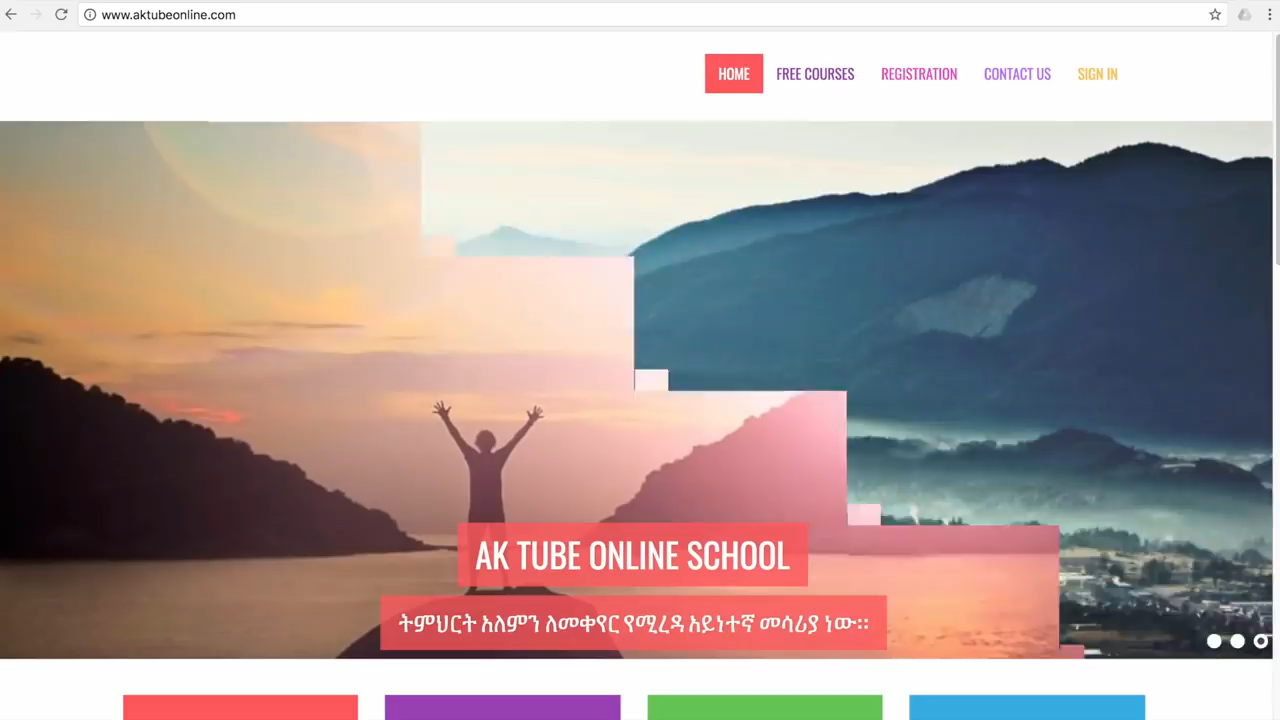 www.aktubeonline.com
HOME FREE COURSES REGISTRATION CONTACT US SIGN IN
AK TUBE ONLINE SCHOOL
ትምህርት አለምን ለመቀየር የሚረዳ አይነተኛ መሳሪያ ነው።